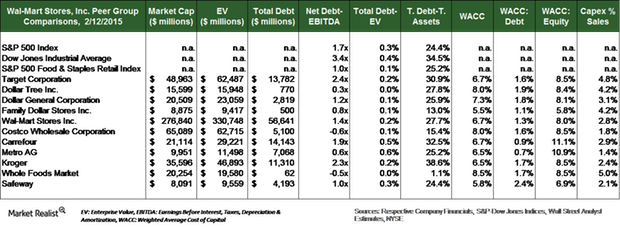 Wal-Mart Stores, Inc. Peer Group Comparisons, 2/12/2015 Market Cap ($ millions) EV ($ millions) Total Debt ($ millions) Net Debt-EBITDA Total Debt-EV T. Debt-T. Assets WACC WACC: Debt WACC: Equity Capex % Sales
S&P 500 Index n.a. n.a. n.a. 1.7x 0.3% 24.4% n.a. n.a. n.a. n.a.
Dow Jones Industrial Average n.a. n.a. n.a. 3.4x 0.4% 34.5% n.a. n.a. n.a. n.a.
S&P 500 Food & Staples Retail Index n.a. n.a. n.a. 1.0x 0.1% 25.2% n.a. n.a. n.a. n.a.
Target Corporation $ 48,963 $ 62,487 $ 13,782 2.4x 0.2% 30.9% 6.7% 1.6% 8.5% 4.8%
Dollar Tree Inc. $ 15,599 $ 15,948 $ 770 0.3x 0.0% 27.8% 8.0% 1.9% 8.4% 4.2%
Dollar General Corporation $ 20,509 $ 23,059 $ 2,819 1.2x 0.1% 25.9% 7.3% 1.8% 8.1% 3.1%
Family Dollar Stores Inc. $ 8,875 $ 9,417 $ 500 0.8x 0.1% 13.0% 5.5% 1.1% 5.8% 4.2%
Wal-Mart Stores Inc. $ 276,840 $ 330,748 $ 56,641 1.4x 0.2% 27.7% 6.7% 1.3% 8.0% 2.8%
Costco Wholesale Corporation $ 65,089 $ 62,715 $ 5,100 -0.6x 0.1% 15.4% 8.0% 1.6% 8.5% 1.8%
Carrefour $ 21,114 $ 29,221 $ 14,143 1.9x 0.5% 32.5% 6.7% 0.9% 11.1% 2.9%
Metro AG $ 9,951 $ 11,498 $ 7,068 0.6x 0.6% 25.2% 6.5% 0.7% 10.9% 1.4%
Kroger $ 35,596 $ 46,893 $ 11,310 2.3x 0.2% 38.6% 6.5% 1.7% 8.5% 2.4%
Whole Foods Market $ 20,254 $ 19,580 $ 62 -0.5x 0.0% 1.1% 8.5% 1.7% 8.5% 5.0%
Safeway $ 8,091 $ 9,559 $ 4,193 1.0x 0.3% 24.4% 5.8% 2.4% 6.9% 2.1%
Market Realist
EV: Enterprise Value, EBITDA: Earnings Before Interest, Taxes, Depreciation &
Amortization, WACC: Weighted Average Cost of Capital
Sources: Respective Company Financials, S&P Dow Jones Indices, Wall Street Analyst
Estimates, NYSE